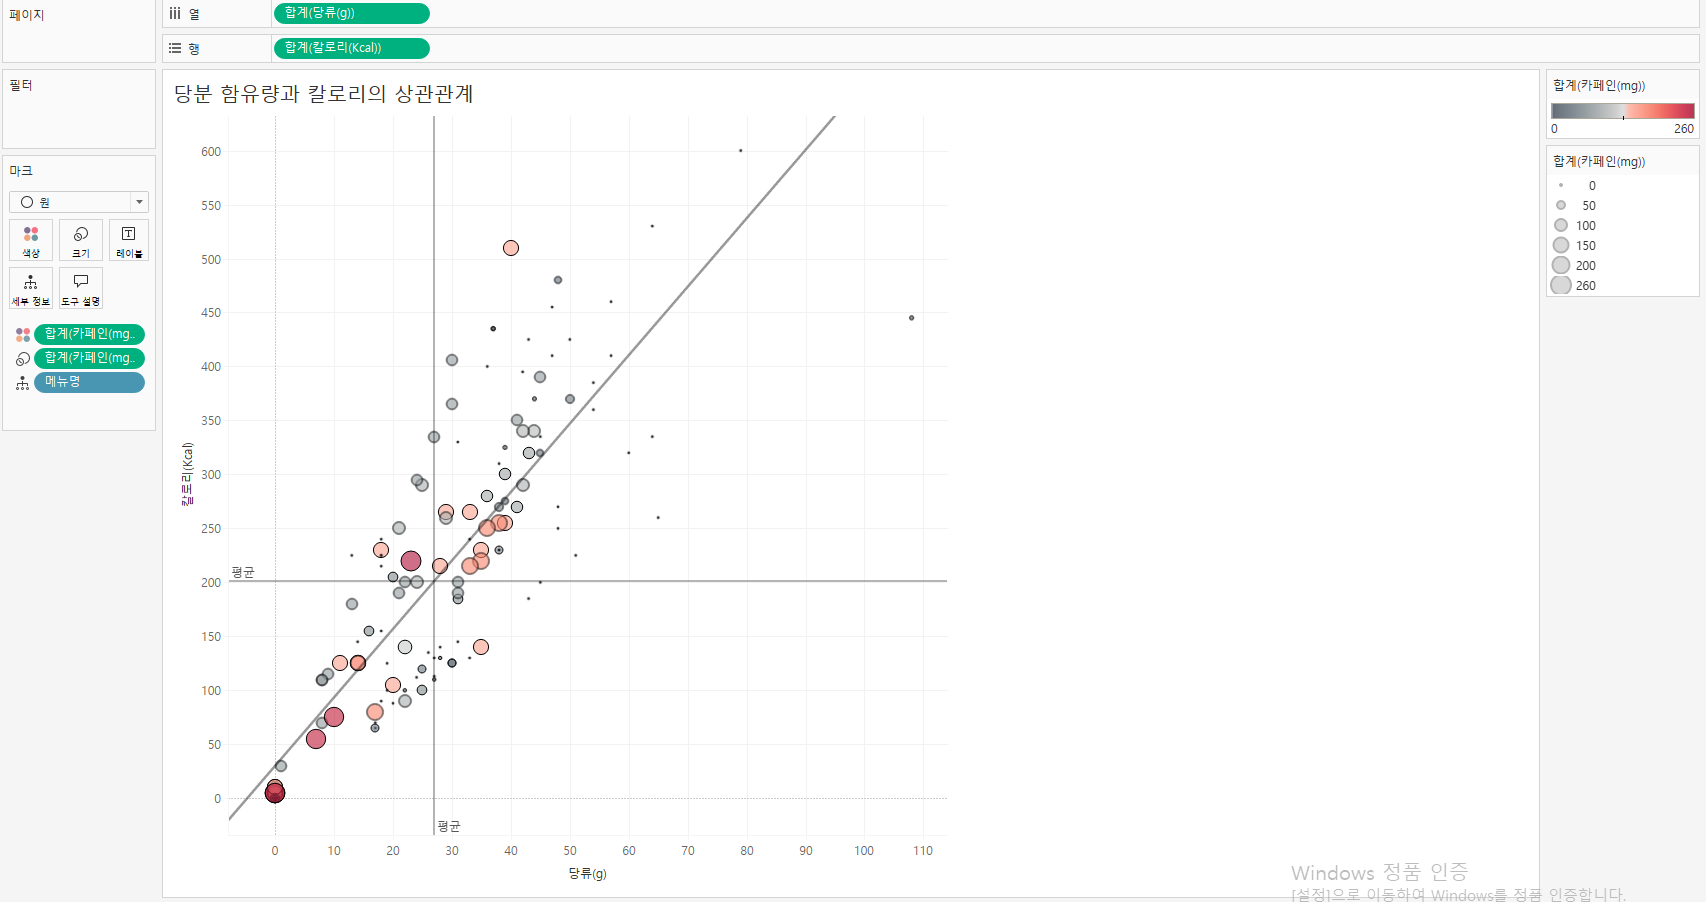 페이지
열
합계(당류(g))
행
합계(칼로리(Kcal))
필터
마크
원
색상
크기
레이블
세부 정보
도구 설명
합계(카페인(mg..
합계(카페인(mg..
메뉴명
당분 함유량과 칼로리의 상관관계
칼로리(Kcal)
600
550
500
450
400
350
300
250
200
150
100
50
0
평균
평균
0
10
20
30
40
50
60
70
80
90
100
110
당류(g)
합계(카페인(mg))
0
260
합계(카페인(mg))
0
50
100
150
200
260
Windows 정품 인증
[설정]으로 이동하여 Windows를 정품 인증합니다.